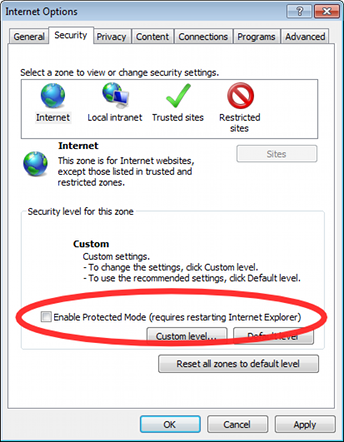 Internet Options
General Security Privacy Content Connections Programs Advanced
Select a zone to view or change security settings.
Internet Local intranet Trusted sites Restricted
sites
Internet
This zone is for Internet websites,
except those listed in trusted and
restricted zones.
Sites
Security level for this zone
Custom
Custom settings.
- To change the settings, click Custom level.
- To use the recommended settings, click Default level.
Enable Protected Mode (requires restarting Internet Explorer)
Custom level... Default level
Reset all zones to default level
OK Cancel Apply